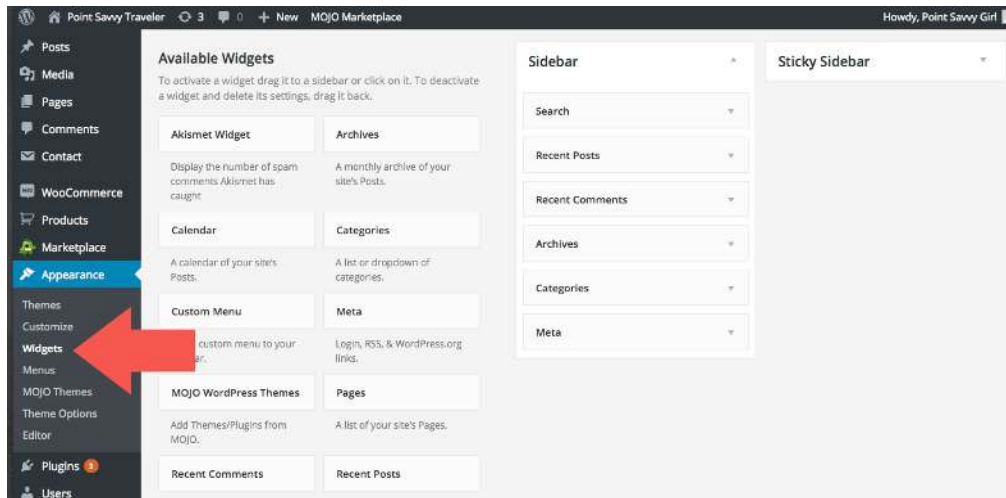 Point Savvy Traveler 3 0 + New MOJO Marketplace Howdy, Point Savvy Girl
Posts
Media
Pages
Comments
Contact
WooCommerce
Products
Marketplace
Appearance
Themes
Customize
Widgets
Menus
MOJO Themes
Theme Options
Editor
Plugins 3
Users
Available Widgets
To activate a widget drag it to a sidebar or click on it. To deactivate
a widget and delete its settings, drag it back.
Akismet Widget
Display the number of spam
comments Akismet has
caught
Archives
A monthly archive of your
site's Posts.
Calendar
A calendar of your site's
Posts.
Categories
A list or dropdown of
categories.
Custom Menu
custom menu to your
Meta
Login, RSS, & WordPress.org
links.
MOJO WordPress Themes
Add Themes/Plugins from
MOJO.
Pages
A list of your site's Pages.
Recent Comments
Recent Posts
Sidebar
Search
Recent Posts
Recent Comments
Archives
Categories
Meta
Sticky Sidebar